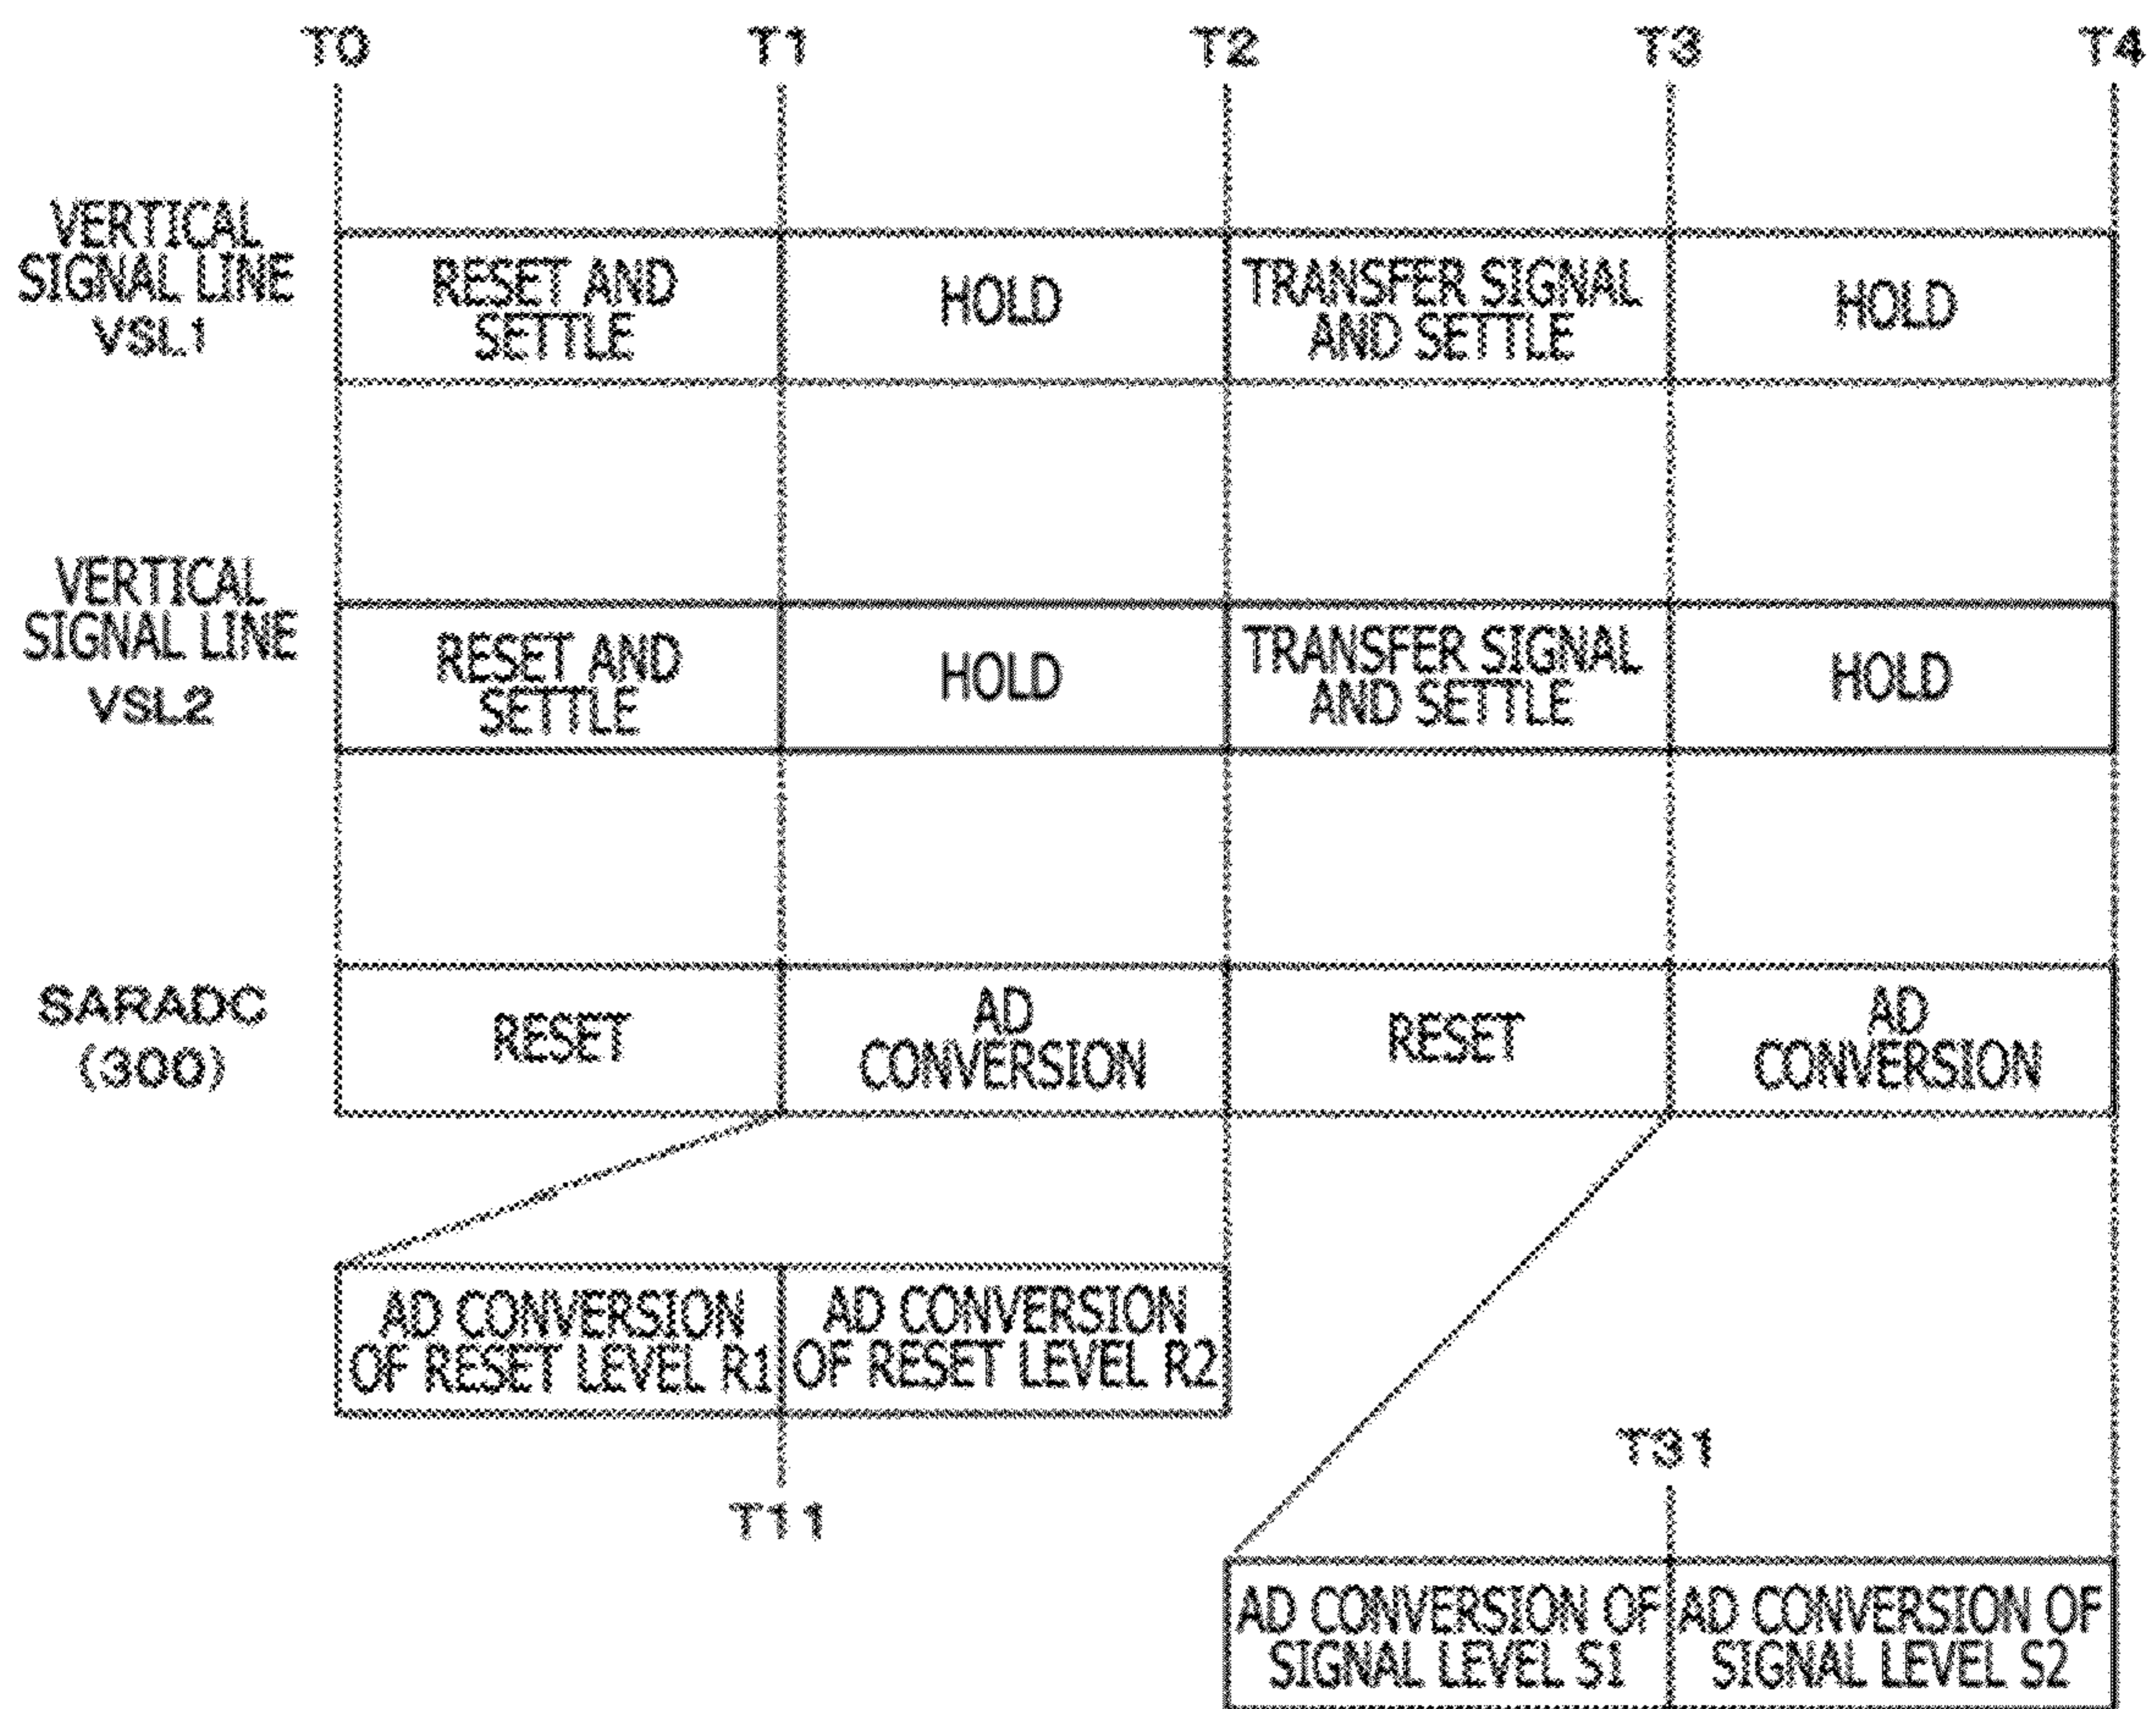 T0 T1 T2 T3 T4
VERTICAL
SIGNAL LINE
VSL1
RESET AND
SETTLE
HOLD
TRANSFER SIGNAL
AND SETTLE
HOLD
VERTICAL
SIGNAL LINE
VSL2
RESET AND
SETTLE
HOLD
TRANSFER SIGNAL
AND SETTLE
HOLD
SARADC
(300)
RESET
AD
CONVERSION
RESET
AD
CONVERSION
AD CONVERSION
OF RESET LEVEL R1
AD CONVERSION
OF RESET LEVEL R2
T11
T31
AD CONVERSION OF
SIGNAL LEVEL S1
AD CONVERSION OF
SIGNAL LEVEL S2